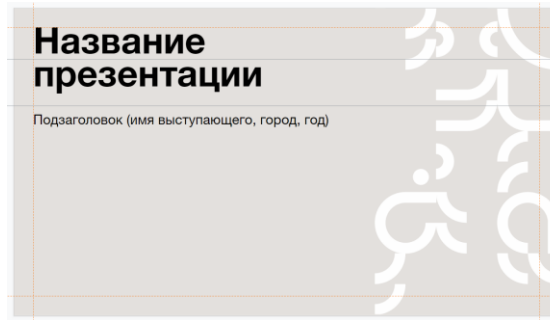 Название
презентации
Подзаголовок (имя выступающего, город, год)